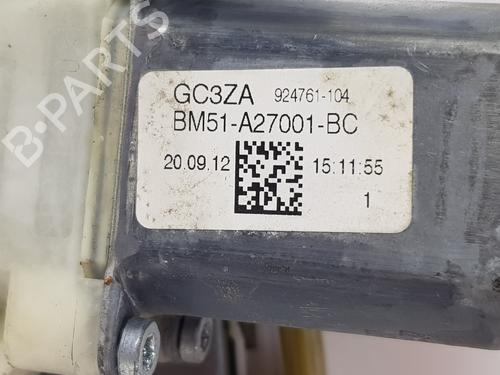 B-PARTS
GC3ZA 924761-104
BM51-A27001-BC
20.09.12 15:11:55
1